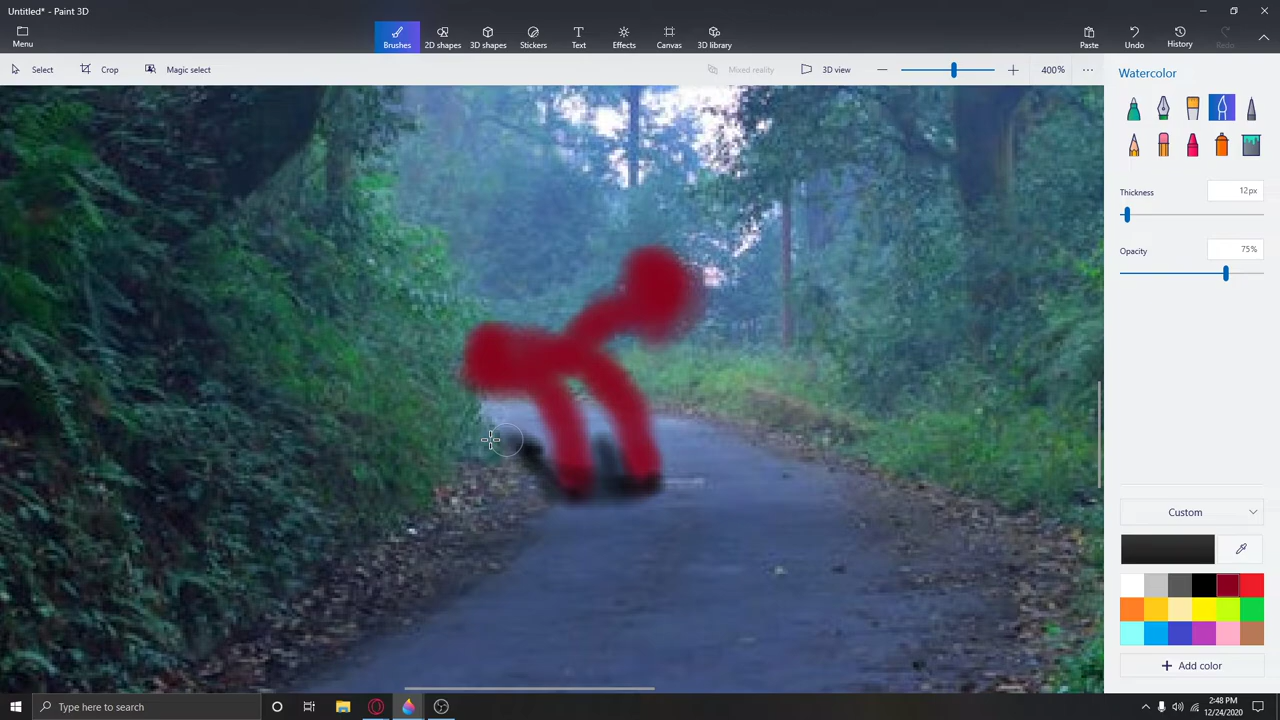 Untitled* - Paint 3D
Menu
Brushes
2D shapes
3D shapes
Stickers
Text
Effects
Canvas
3D library
Paste
Undo
History
Redo
Select
Crop
Magic select
Mixed reality
3D view
400%
Watercolor
Thickness
12px
Opacity
75%
Custom
Add color
Type here to search
2:48 PM
12/24/2020